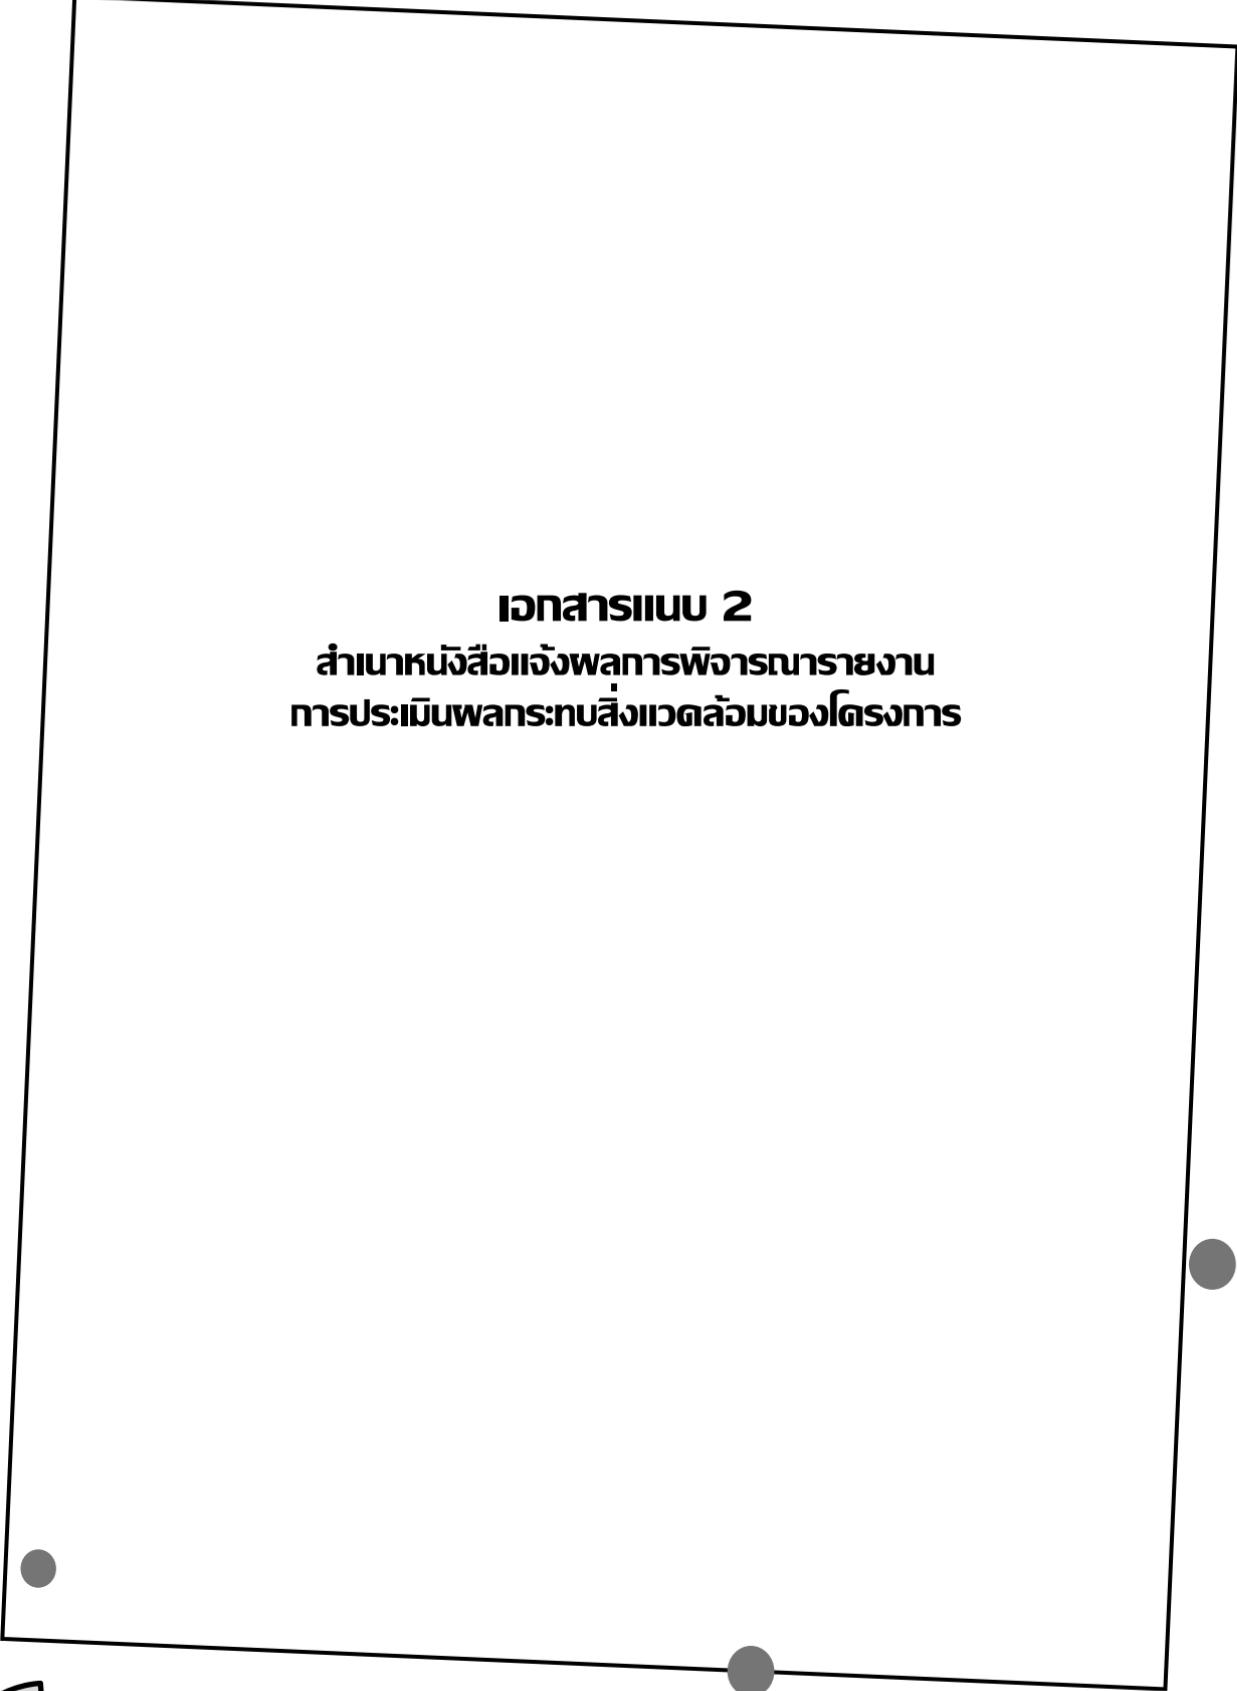 เอกสารแนบ 2
สำเนาหนังสือแจ้งผลการพิจารณารายงาน
การประเมินผลกระทบสิ่งแวดล้อมของโครงการ